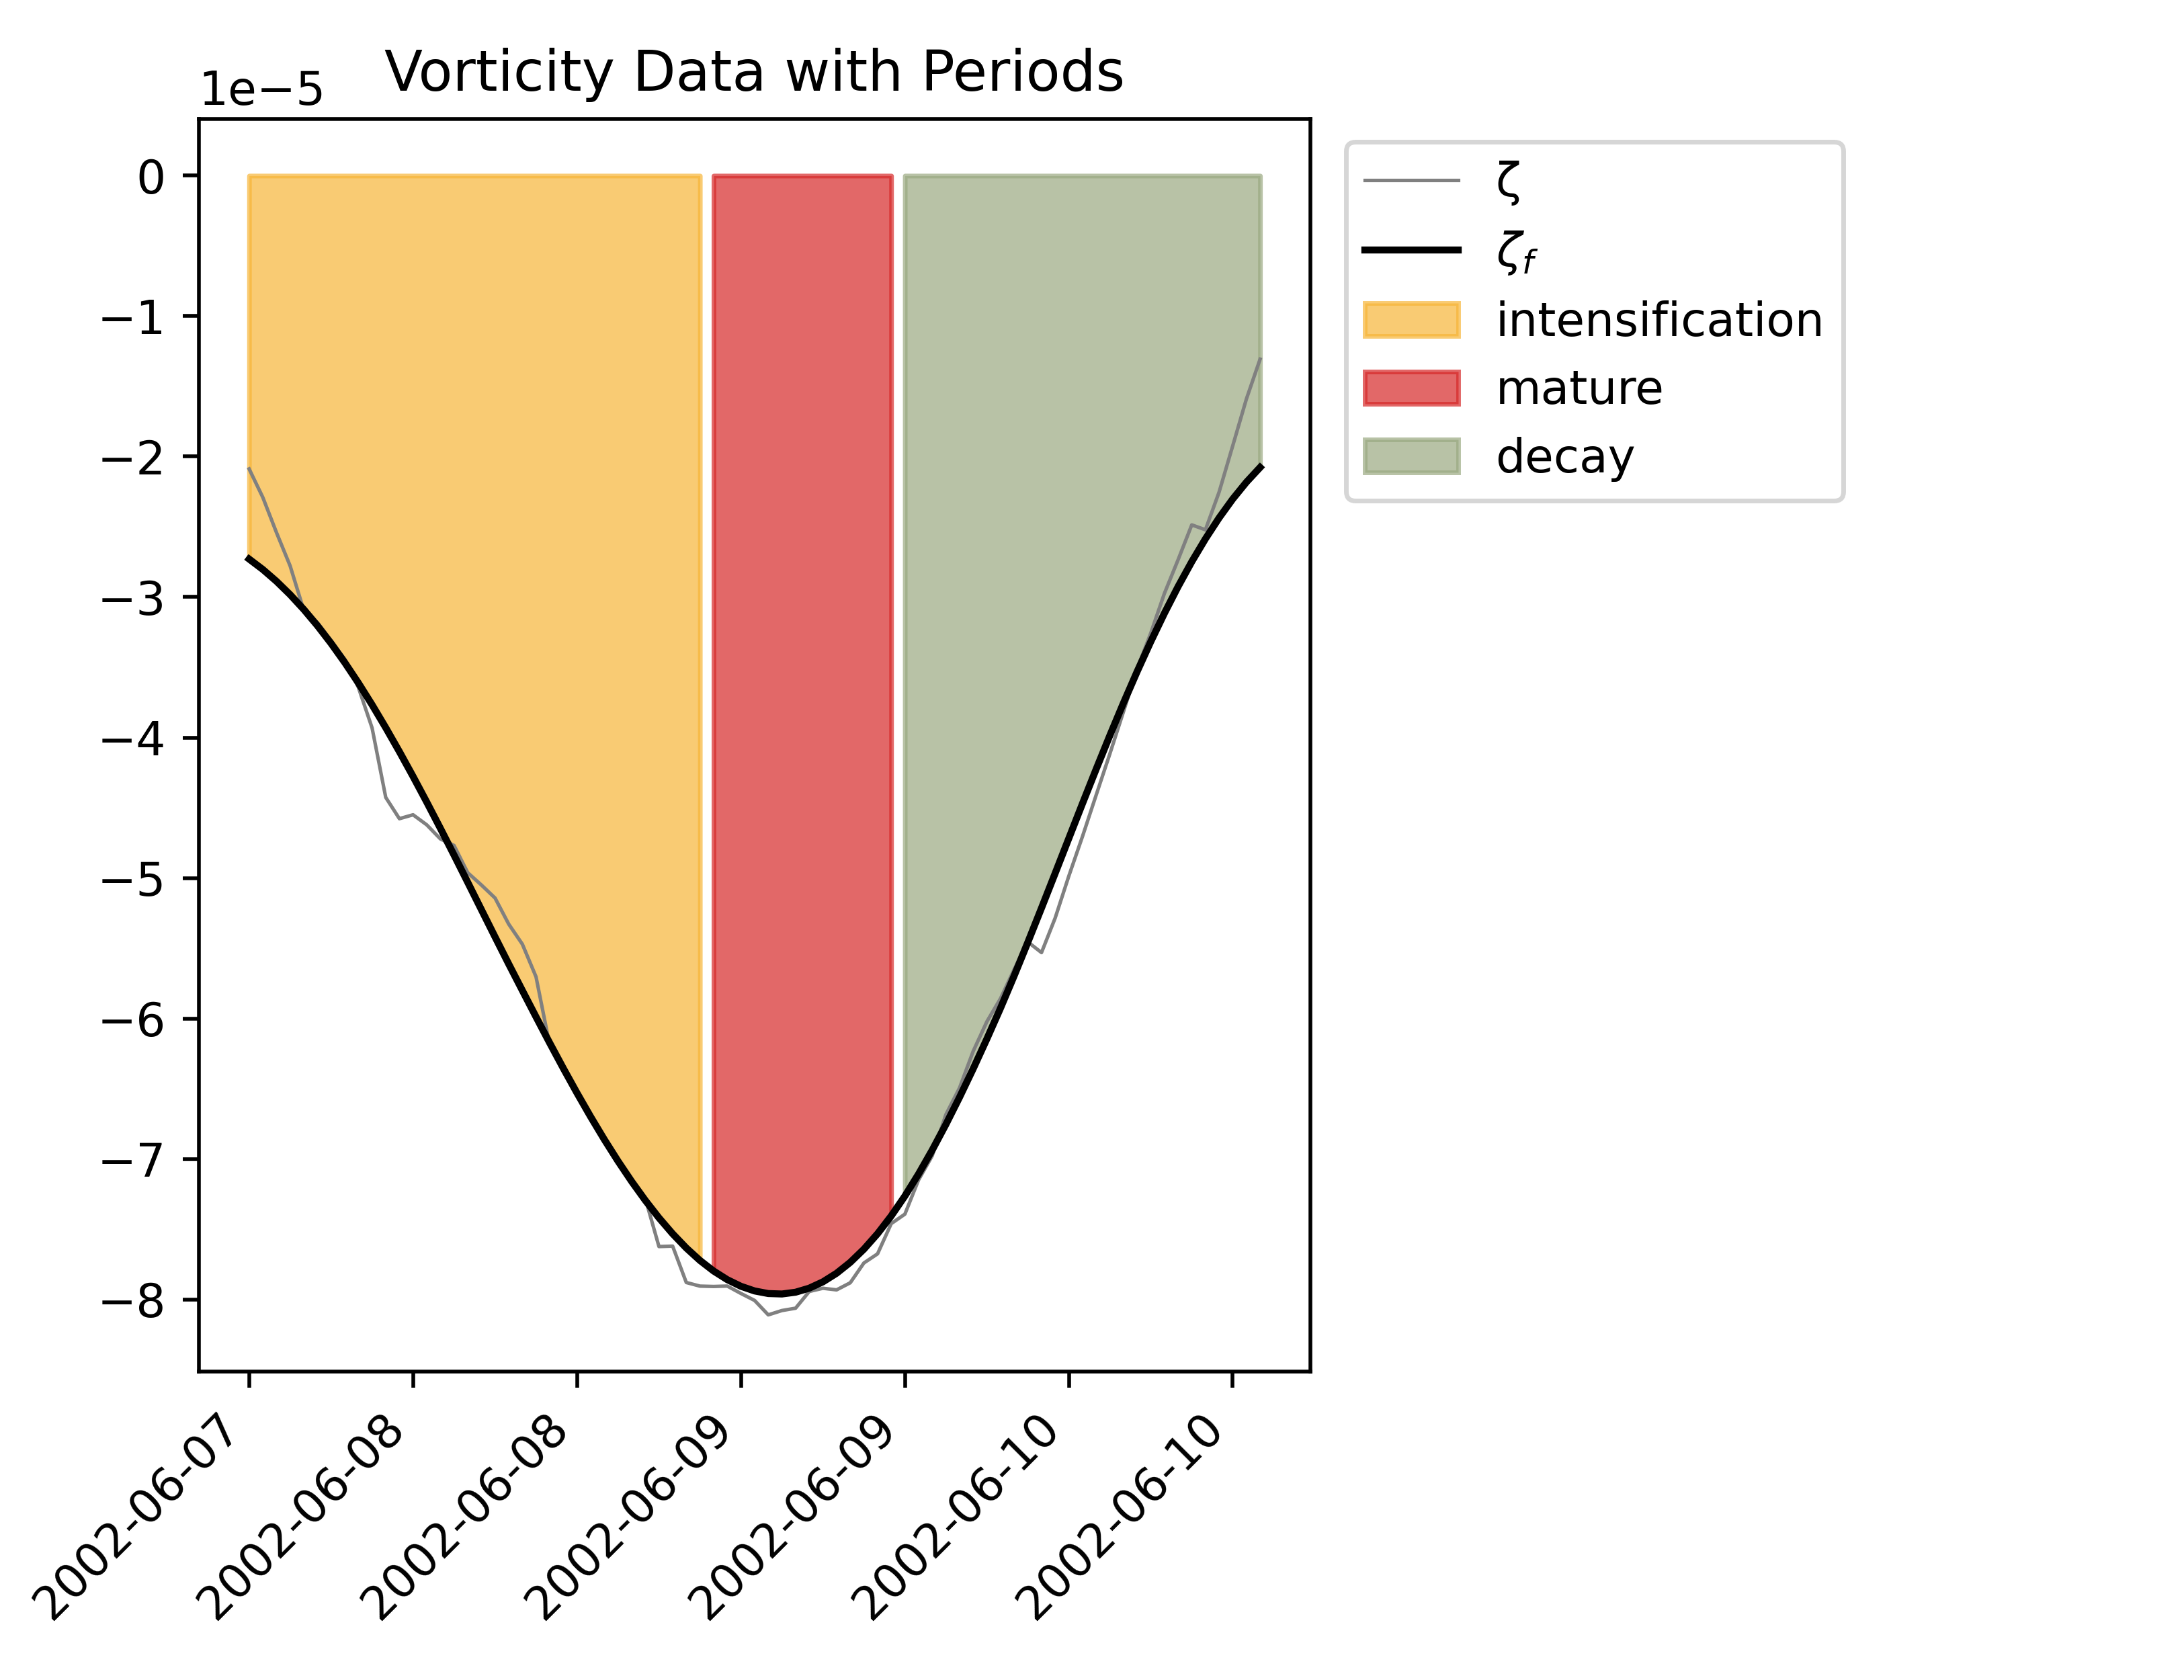 Vorticity Data with Periods
1e−5
0
−1
−2
−3
−4
−5
−6
−7
−8
2002-06-07
2002-06-08
2002-06-08
2002-06-09
2002-06-09
2002-06-10
2002-06-10
ζ
ζf
intensification
mature
decay